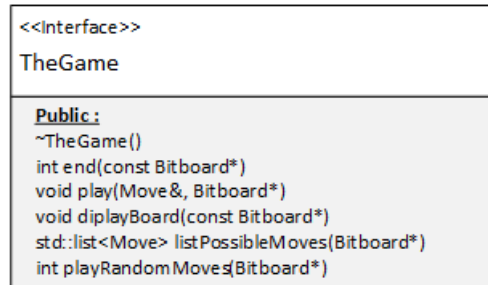 <<Interface>>
TheGame
Public :
~TheGame()
int end(const Bitboard*)
void play(Move&, Bitboard*)
void diplayBoard(const Bitboard*)
std::list<Move> listPossibleMoves(Bitboard*)
int playRandomMoves(Bitboard*)